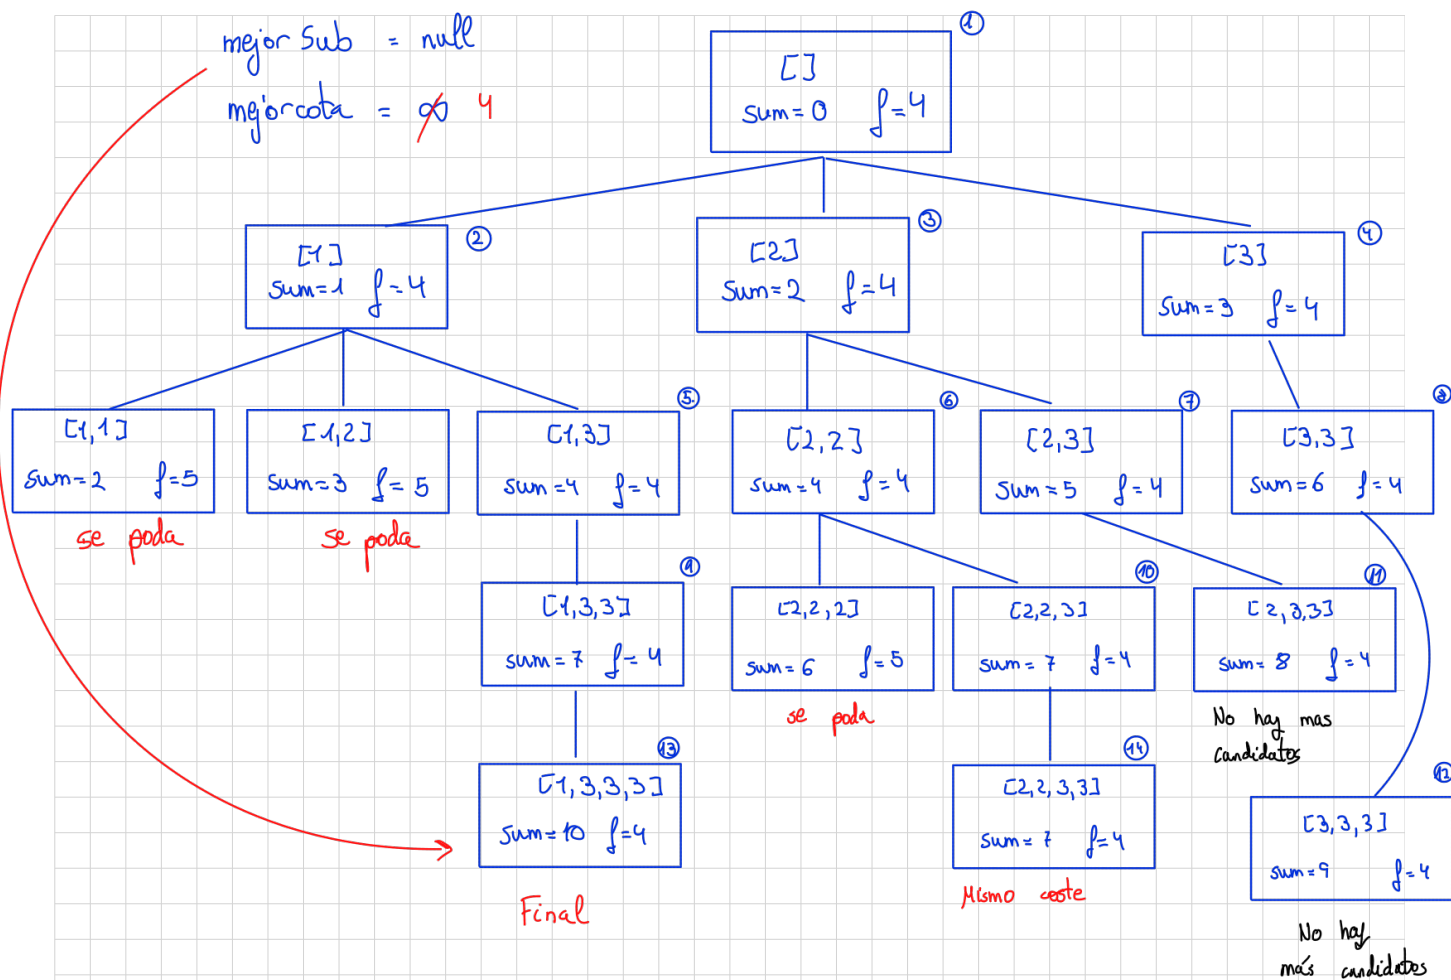 mejor Sub = null
mejorcota = ∞ 4
①
[]
sum=0 f=4
②
[1]
sum=1 f=4
③
[2]
sum=2 f=4
④
[3]
sum=3 f=4
[1,1]
sum=2 f=5
se poda
[1,2]
sum=3 f=5
se poda
⑤
[1,3]
sum=4 f=4
⑥
[2,2]
sum=4 f=4
⑦
[2,3]
sum=5 f=4
⑧
[3,3]
sum=6 f=4
⑨
[1,3,3]
sum=7 f=4
[2,2,2]
sum=6 f=5
se poda
⑩
[2,2,3]
sum=7 f=4
⑪
[2,3,3]
sum=8 f=4
No hay mas
candidatos
⑬
[1,3,3,3]
sum=10 f=4
Final
⑭
[2,2,3,3]
sum=7 f=4
Mismo coste
⑫
[3,3,3]
sum=9 f=4
No hay
más candidatos